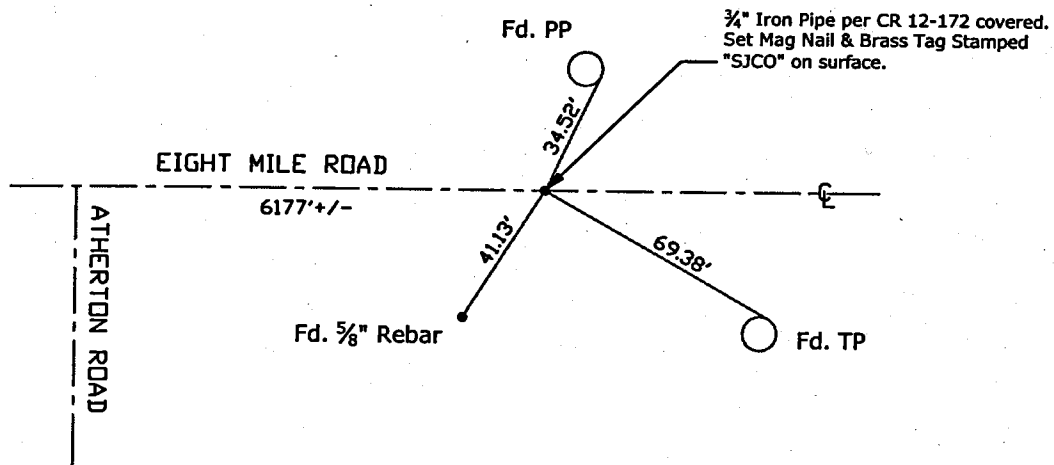 ¾" Iron Pipe per CR 12-172 covered.
Set Mag Nail & Brass Tag Stamped
"SJCO" on surface.
Fd. PP
34.52'
EIGHT MILE ROAD
6177'+/-
℄
41.13'
69.38'
ATHERTON ROAD
Fd. ⅝" Rebar
Fd. TP